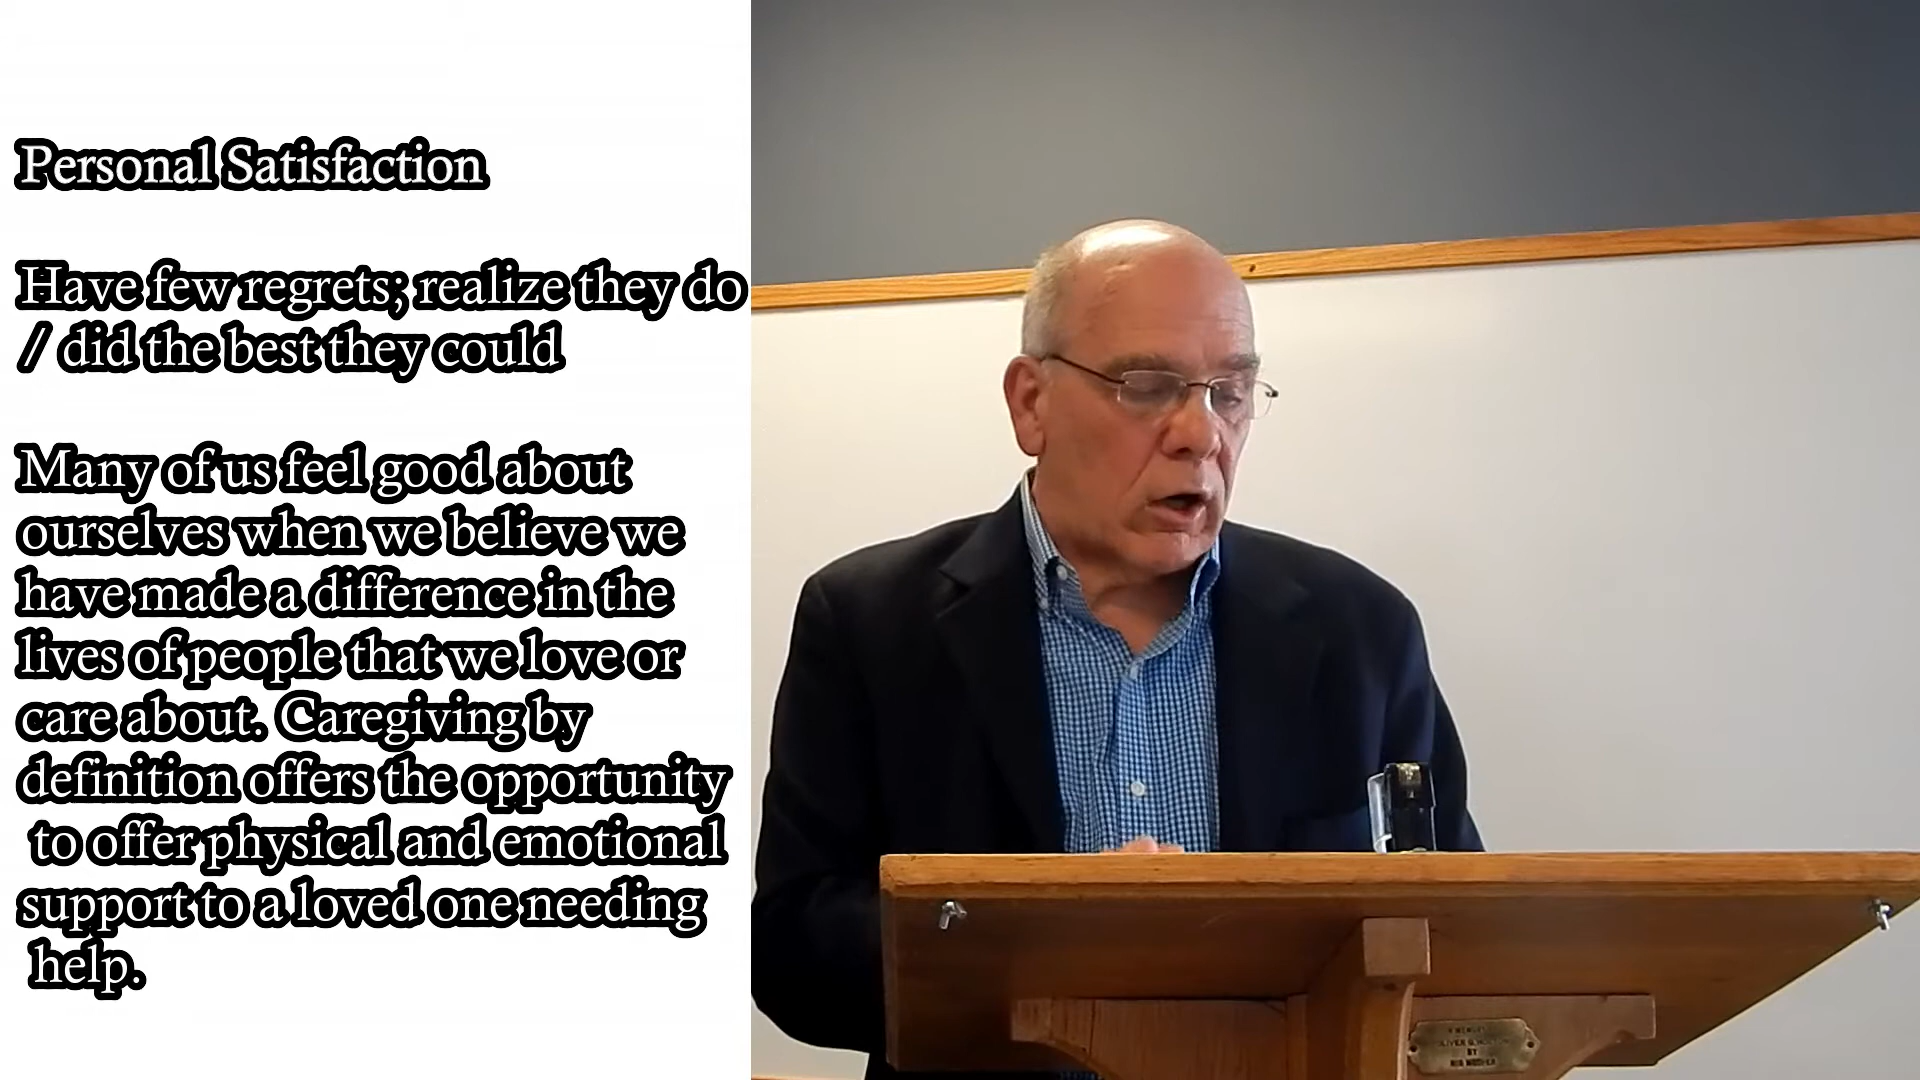 Personal Satisfaction
Have few regrets; realize they do
/ did the best they could
Many of us feel good about
ourselves when we believe we
have made a difference in the
lives of people that we love or
care about. Caregiving by
definition offers the opportunity
to offer physical and emotional
support to a loved one needing
help.
BY